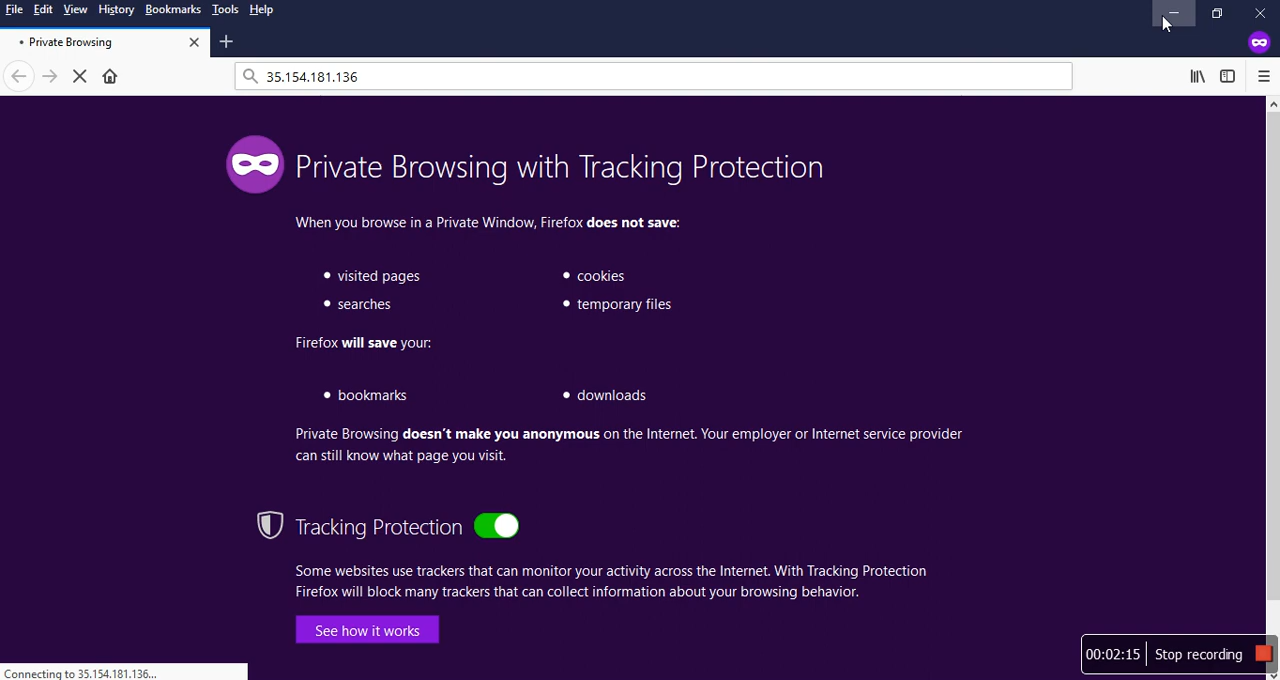 File Edit View History Bookmarks Tools Help
Private Browsing
35.154.181.136
Private Browsing with Tracking Protection
When you browse in a Private Window, Firefox does not save:
visited pages cookies
searches temporary files
Firefox will save your:
bookmarks downloads
Private Browsing doesn't make you anonymous on the Internet. Your employer or Internet service provider
can still know what page you visit.
Tracking Protection
Some websites use trackers that can monitor your activity across the Internet. With Tracking Protection
Firefox will block many trackers that can collect information about your browsing behavior.
See how it works
00:02:15 Stop recording
Connecting to 35.154.181.136...